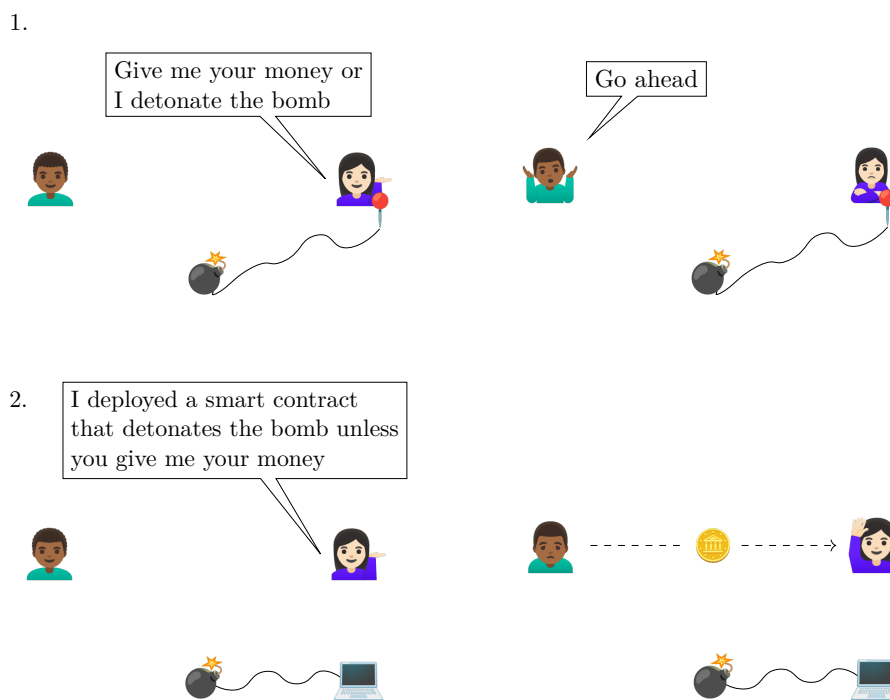 1.
Give me your money or
I detonate the bomb
Go ahead
2.
I deployed a smart contract
that detonates the bomb unless
you give me your money